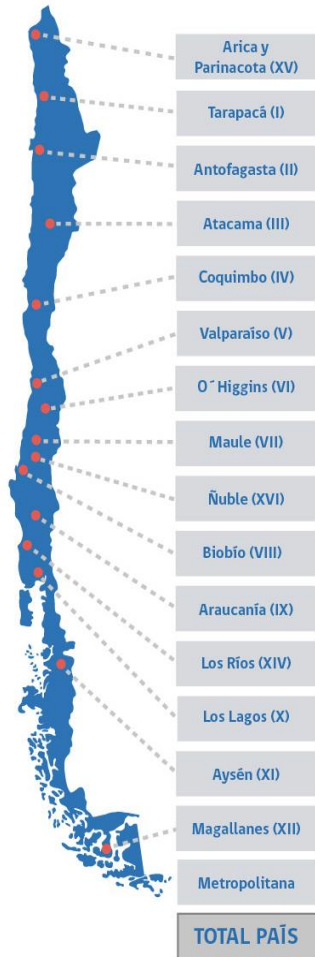 Arica y
Parinacota (XV)
Tarapacá (I)
Antofagasta (II)
Atacama (III)
Coquimbo (IV)
Valparaíso (V)
O´Higgins (VI)
Maule (VII)
Ñuble (XVI)
Biobío (VIII)
Araucanía (IX)
Los Ríos (XIV)
Los Lagos (X)
Aysén (XI)
Magallanes (XII)
Metropolitana
TOTAL PAÍS